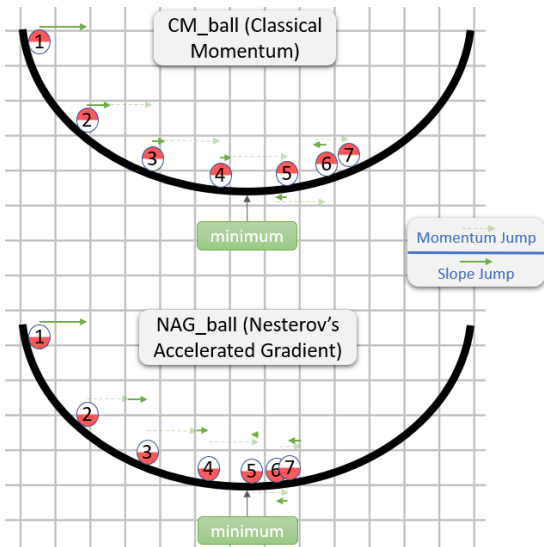 CM_ball (Classical
Momentum)
1
2
3
4
5
6
7
minimum
Momentum Jump
Slope Jump
NAG_ball (Nesterov's
Accelerated Gradient)
1
2
3
4
5
6
7
minimum